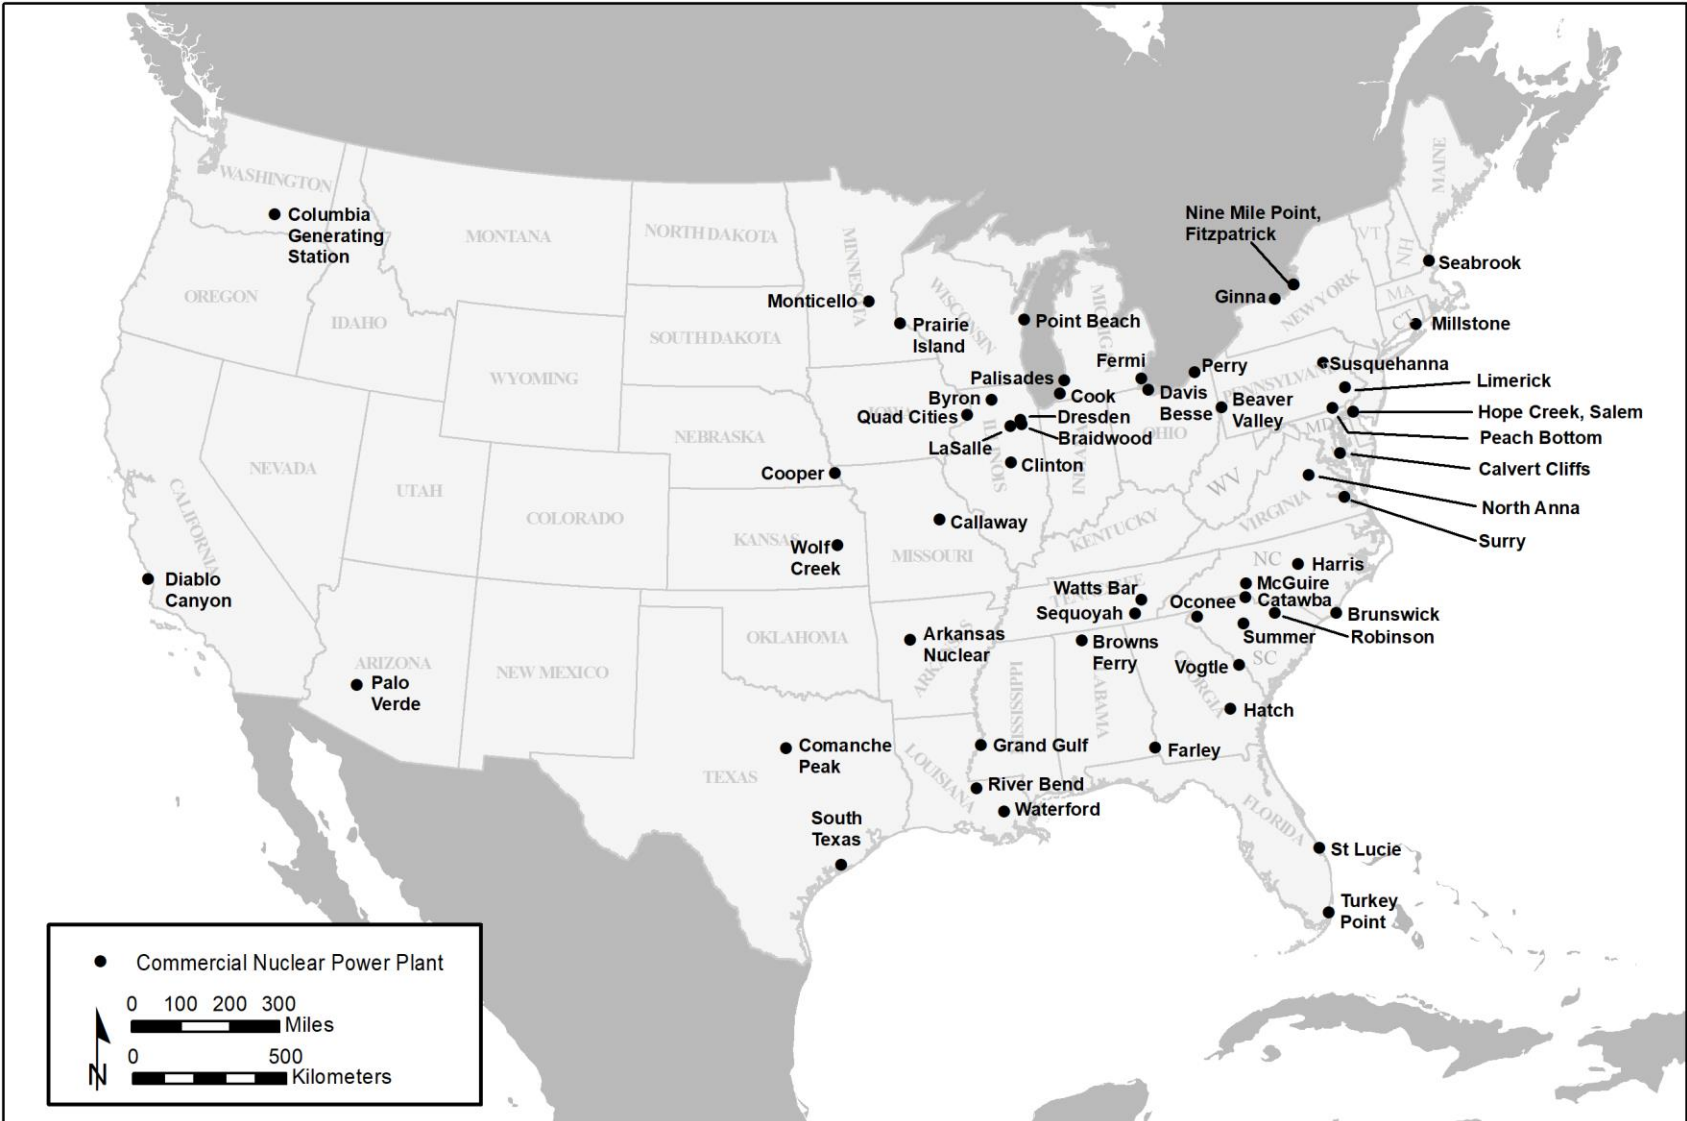 WASHINGTON
Columbia
Generating
Station
MONTANA
NORTH DAKOTA
MINNESOTA
OREGON
IDAHO
SOUTH DAKOTA
WYOMING
Monticello
Prairie
Island
WISCONSIN
Point Beach
MICHIGAN
Nine Mile Point,
Fitzpatrick
Ginna
NEW YORK
VT
NH
MAINE
Seabrook
MA
CT
Millstone
Fermi
Perry
Susquehanna
PENNSYLVANIA
Limerick
Palisades
Cook
Davis
Besse
Beaver
Valley
Hope Creek, Salem
Peach Bottom
Byron
Quad Cities
IOWA
Dresden
Braidwood
LaSalle
ILLINOIS
Clinton
INDIANA
OHIO
MD
Calvert Cliffs
WV
North Anna
VIRGINIA
Surry
NEVADA
UTAH
COLORADO
NEBRASKA
Cooper
CALIFORNIA
KANSAS
Wolf
Creek
Callaway
MISSOURI
KENTUCKY
Diablo
Canyon
NC
Harris
McGuire
Catawba
Watts Bar
TENNESSEE
Sequoyah
Oconee
Brunswick
Robinson
Summer
SC
ARIZONA
Palo
Verde
NEW MEXICO
OKLAHOMA
Arkansas
Nuclear
ARKANSAS
Browns
Ferry
MISSISSIPPI
ALABAMA
Vogtle
GEORGIA
Hatch
Comanche
Peak
TEXAS
Grand Gulf
Farley
LOUISIANA
River Bend
Waterford
South
Texas
FLORIDA
St Lucie
Turkey
Point
Commercial Nuclear Power Plant
0 100 200 300
Miles
0 500
Kilometers
N